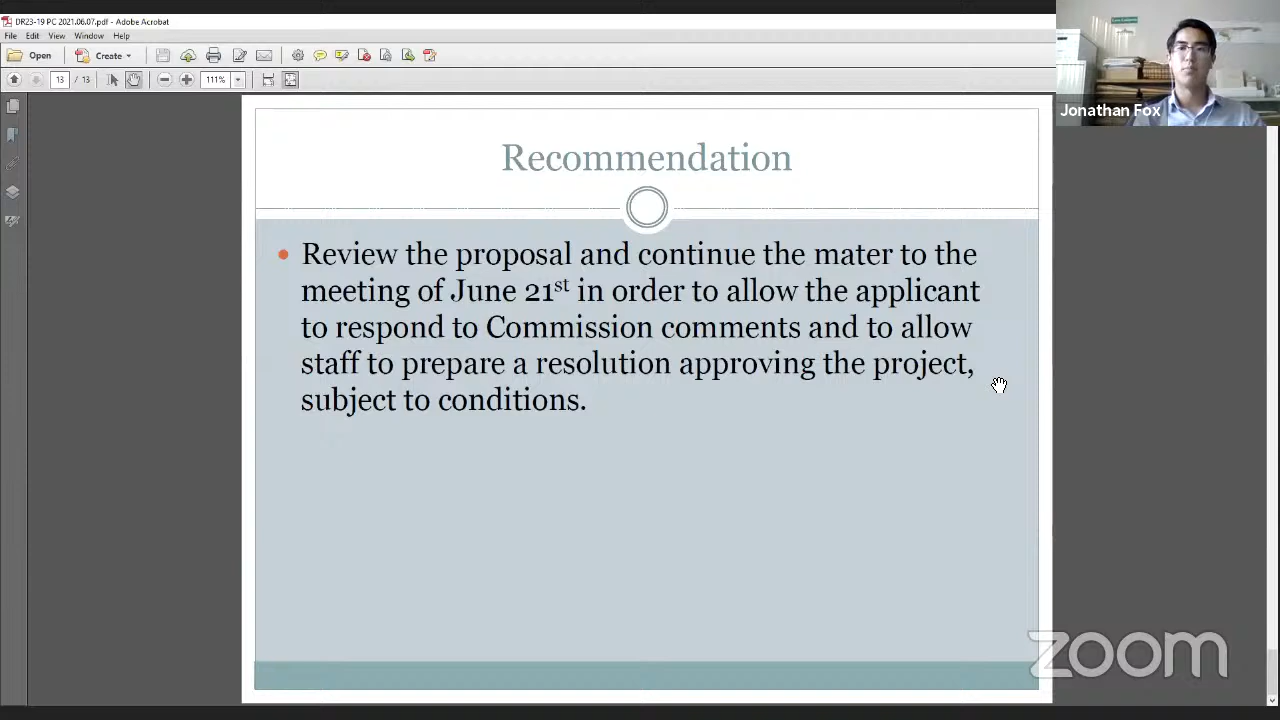 DR23-19 PC 2021.06.07.pdf - Adobe Acrobat
File Edit View Window Help
Open Create
13 / 13 111%
Jonathan Fox
Recommendation
• Review the proposal and continue the mater to the
meeting of June 21st in order to allow the applicant
to respond to Commission comments and to allow
staff to prepare a resolution approving the project,
subject to conditions.
zoom